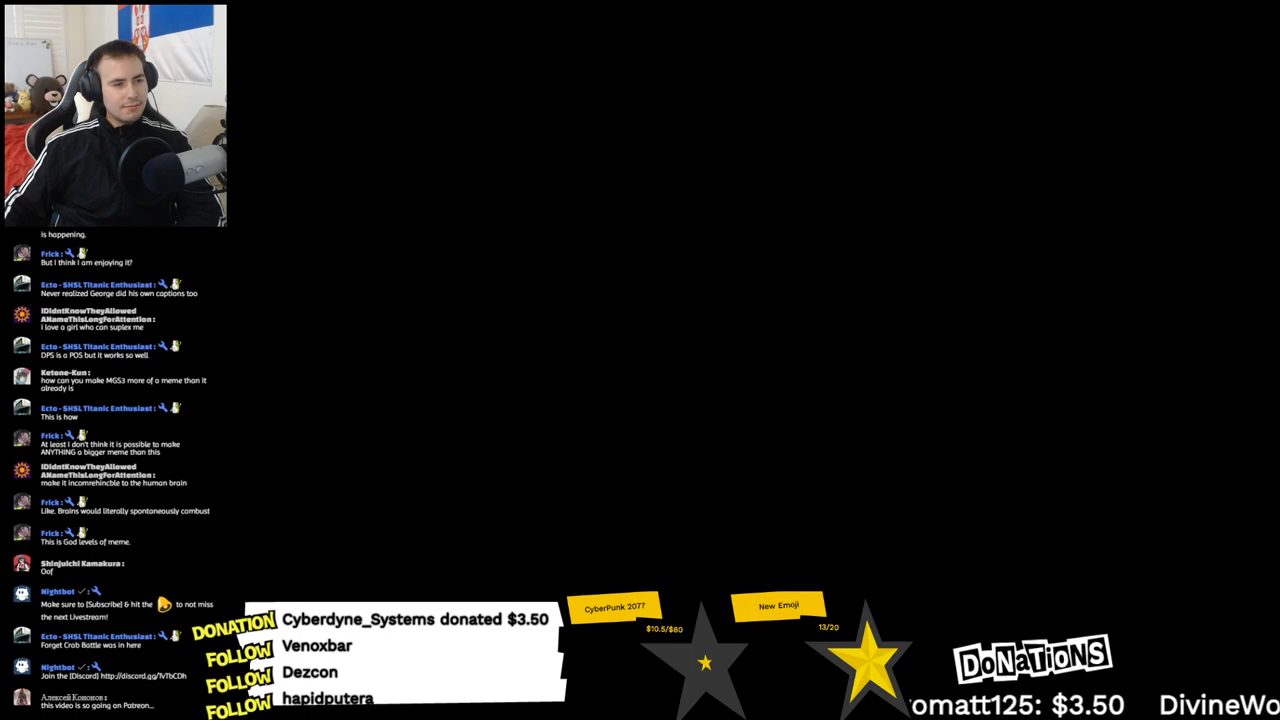 is happening.
Frick :
But I think I am enjoying it?
Ecto - SHSL Titanic Enthusiast :
Never realized George did his own captions too
IDidntKnowTheyAllowed
ANameThisLongForAttention :
i love a girl who can suplex me
Ecto - SHSL Titanic Enthusiast :
DPS is a POS but it works so well
Ketone-Kun :
how can you make MGS3 more of a meme than it
already is
Ecto - SHSL Titanic Enthusiast :
This is how
Frick :
At least I don't think it is possible to make
ANYTHING a bigger meme than this
IDidntKnowTheyAllowed
ANameThisLongForAttention :
make it incomrehincble to the human brain
Frick :
Like. Brains would literally spontaneously combust
Frick :
This is God levels of meme.
Shinjuichi Kamakura :
Oof
Nightbot ✓ :
Make sure to [Subscribe] & hit the to not miss
the next Livestream!
Ecto - SHSL Titanic Enthusiast :
Forget Crab Battle was in here
Nightbot ✓ :
Join the [Discord] http://discord.gg/TvTbCDh
Алексей Кононов :
this video is so going on Patreon...
DONATION Cyberdyne_Systems donated $3.50
FOLLOW Venoxbar
FOLLOW Dezcon
FOLLOW hapidputera
CyberPunk 2077
$10.5/$60
New Emoji
13/20
DoNaTioNS
omatt125: $3.50 DivineWo